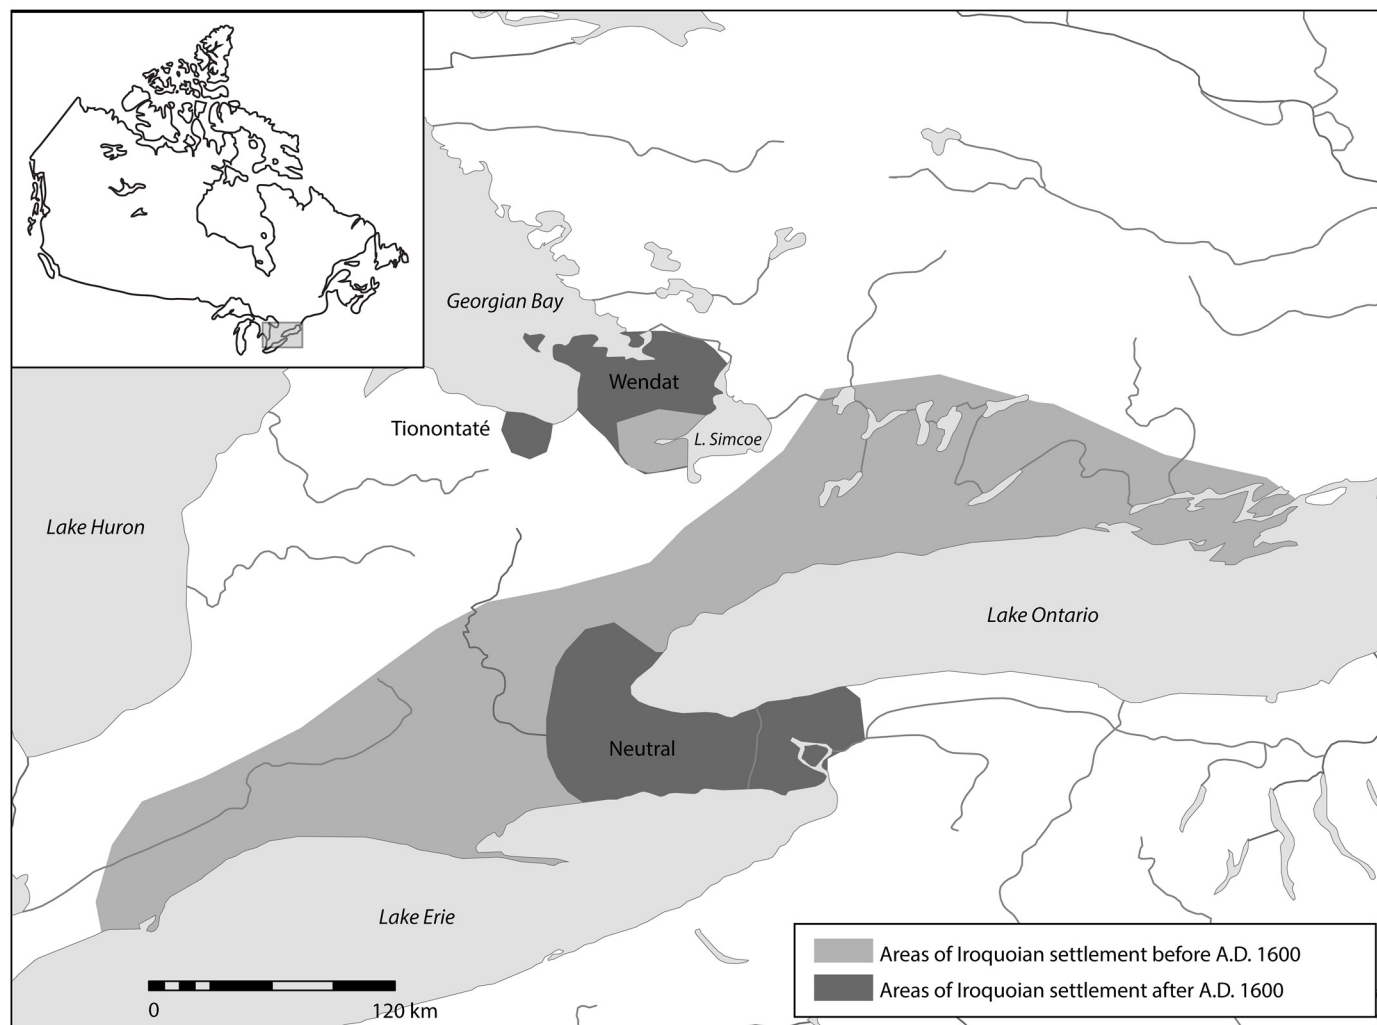 Georgian Bay
Wendat
Tionontaté
L. Simcoe
Lake Huron
Lake Ontario
Neutral
Lake Erie
Areas of Iroquoian settlement before A.D. 1600
Areas of Iroquoian settlement after A.D. 1600
0
120 km